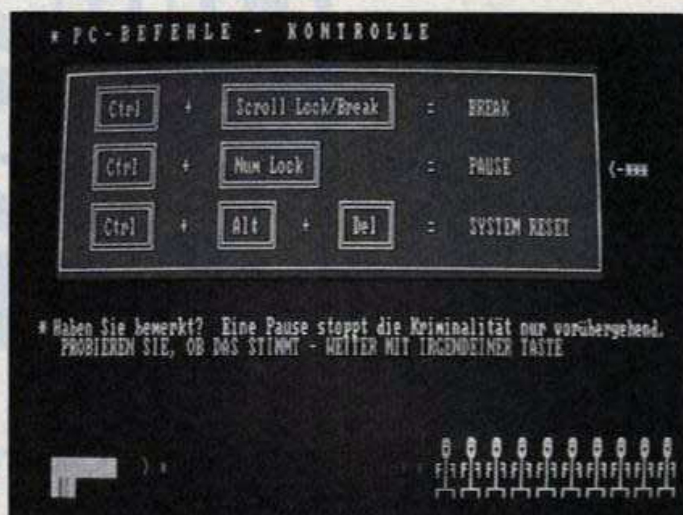 * PC-BEFEHLE - KONTROLLE
Ctrl + Scroll Lock/Break = BREAK
Ctrl + Num Lock = PAUSE <-***
Ctrl + Alt + Del = SYSTEM RESET
* Haben Sie bemerkt? Eine Pause stoppt die Kriminalität nur vorübergehend.
PROBIEREN SIE, OB DAS STIMMT - WEITER MIT IRGENDEINER TASTE